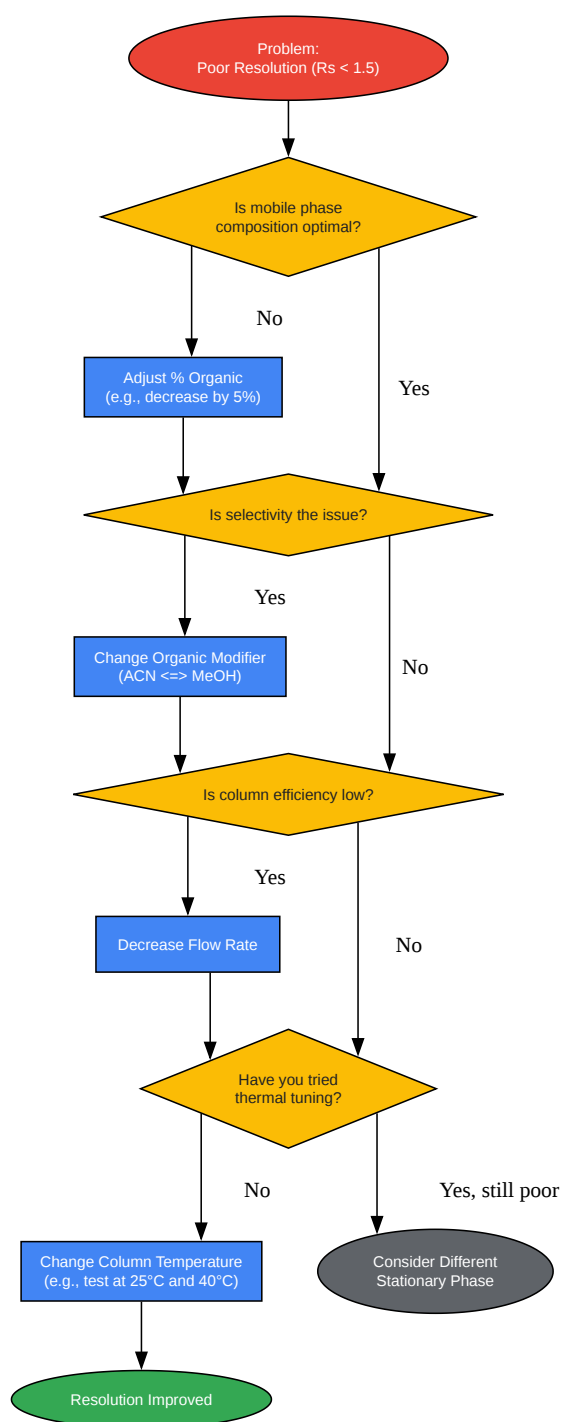 Problem:
Poor Resolution (Rs < 1.5)
Is mobile phase
composition optimal?
No
Adjust % Organic
(e.g., decrease by 5%)
Yes
Is selectivity the issue?
Yes
Change Organic Modifier
(ACN <=> MeOH)
No
Is column efficiency low?
Yes
Decrease Flow Rate
No
Have you tried
thermal tuning?
No
Yes, still poor
Change Column Temperature
(e.g., test at 25°C and 40°C)
Consider Different
Stationary Phase
Resolution Improved